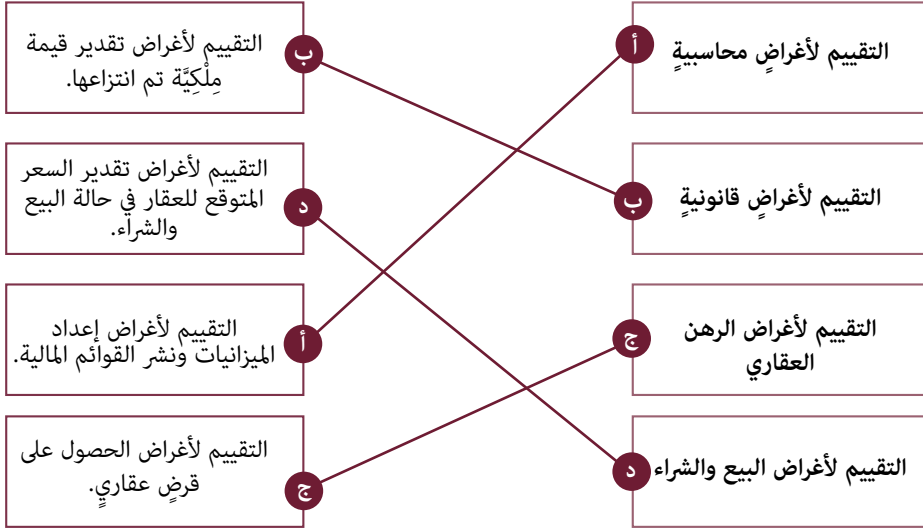 أ
التقييم لأغراضٍ محاسبيةٍ
ب
التقييم لأغراضٍ قانونيةٍ
ج
التقييم لأغراض الرهن
العقاري
د
التقييم لأغراض البيع والشراء
ب
التقييم لأغراض تقدير قيمة
مِلْكِيَّة تم انتزاعها.
د
التقييم لأغراض تقدير السعر
المتوقع للعقار في حالة البيع
والشراء.
أ
التقييم لأغراض إعداد
الميزانيات ونشر القوائم المالية.
ج
التقييم لأغراض الحصول على
قرضٍ عقاريٍ.